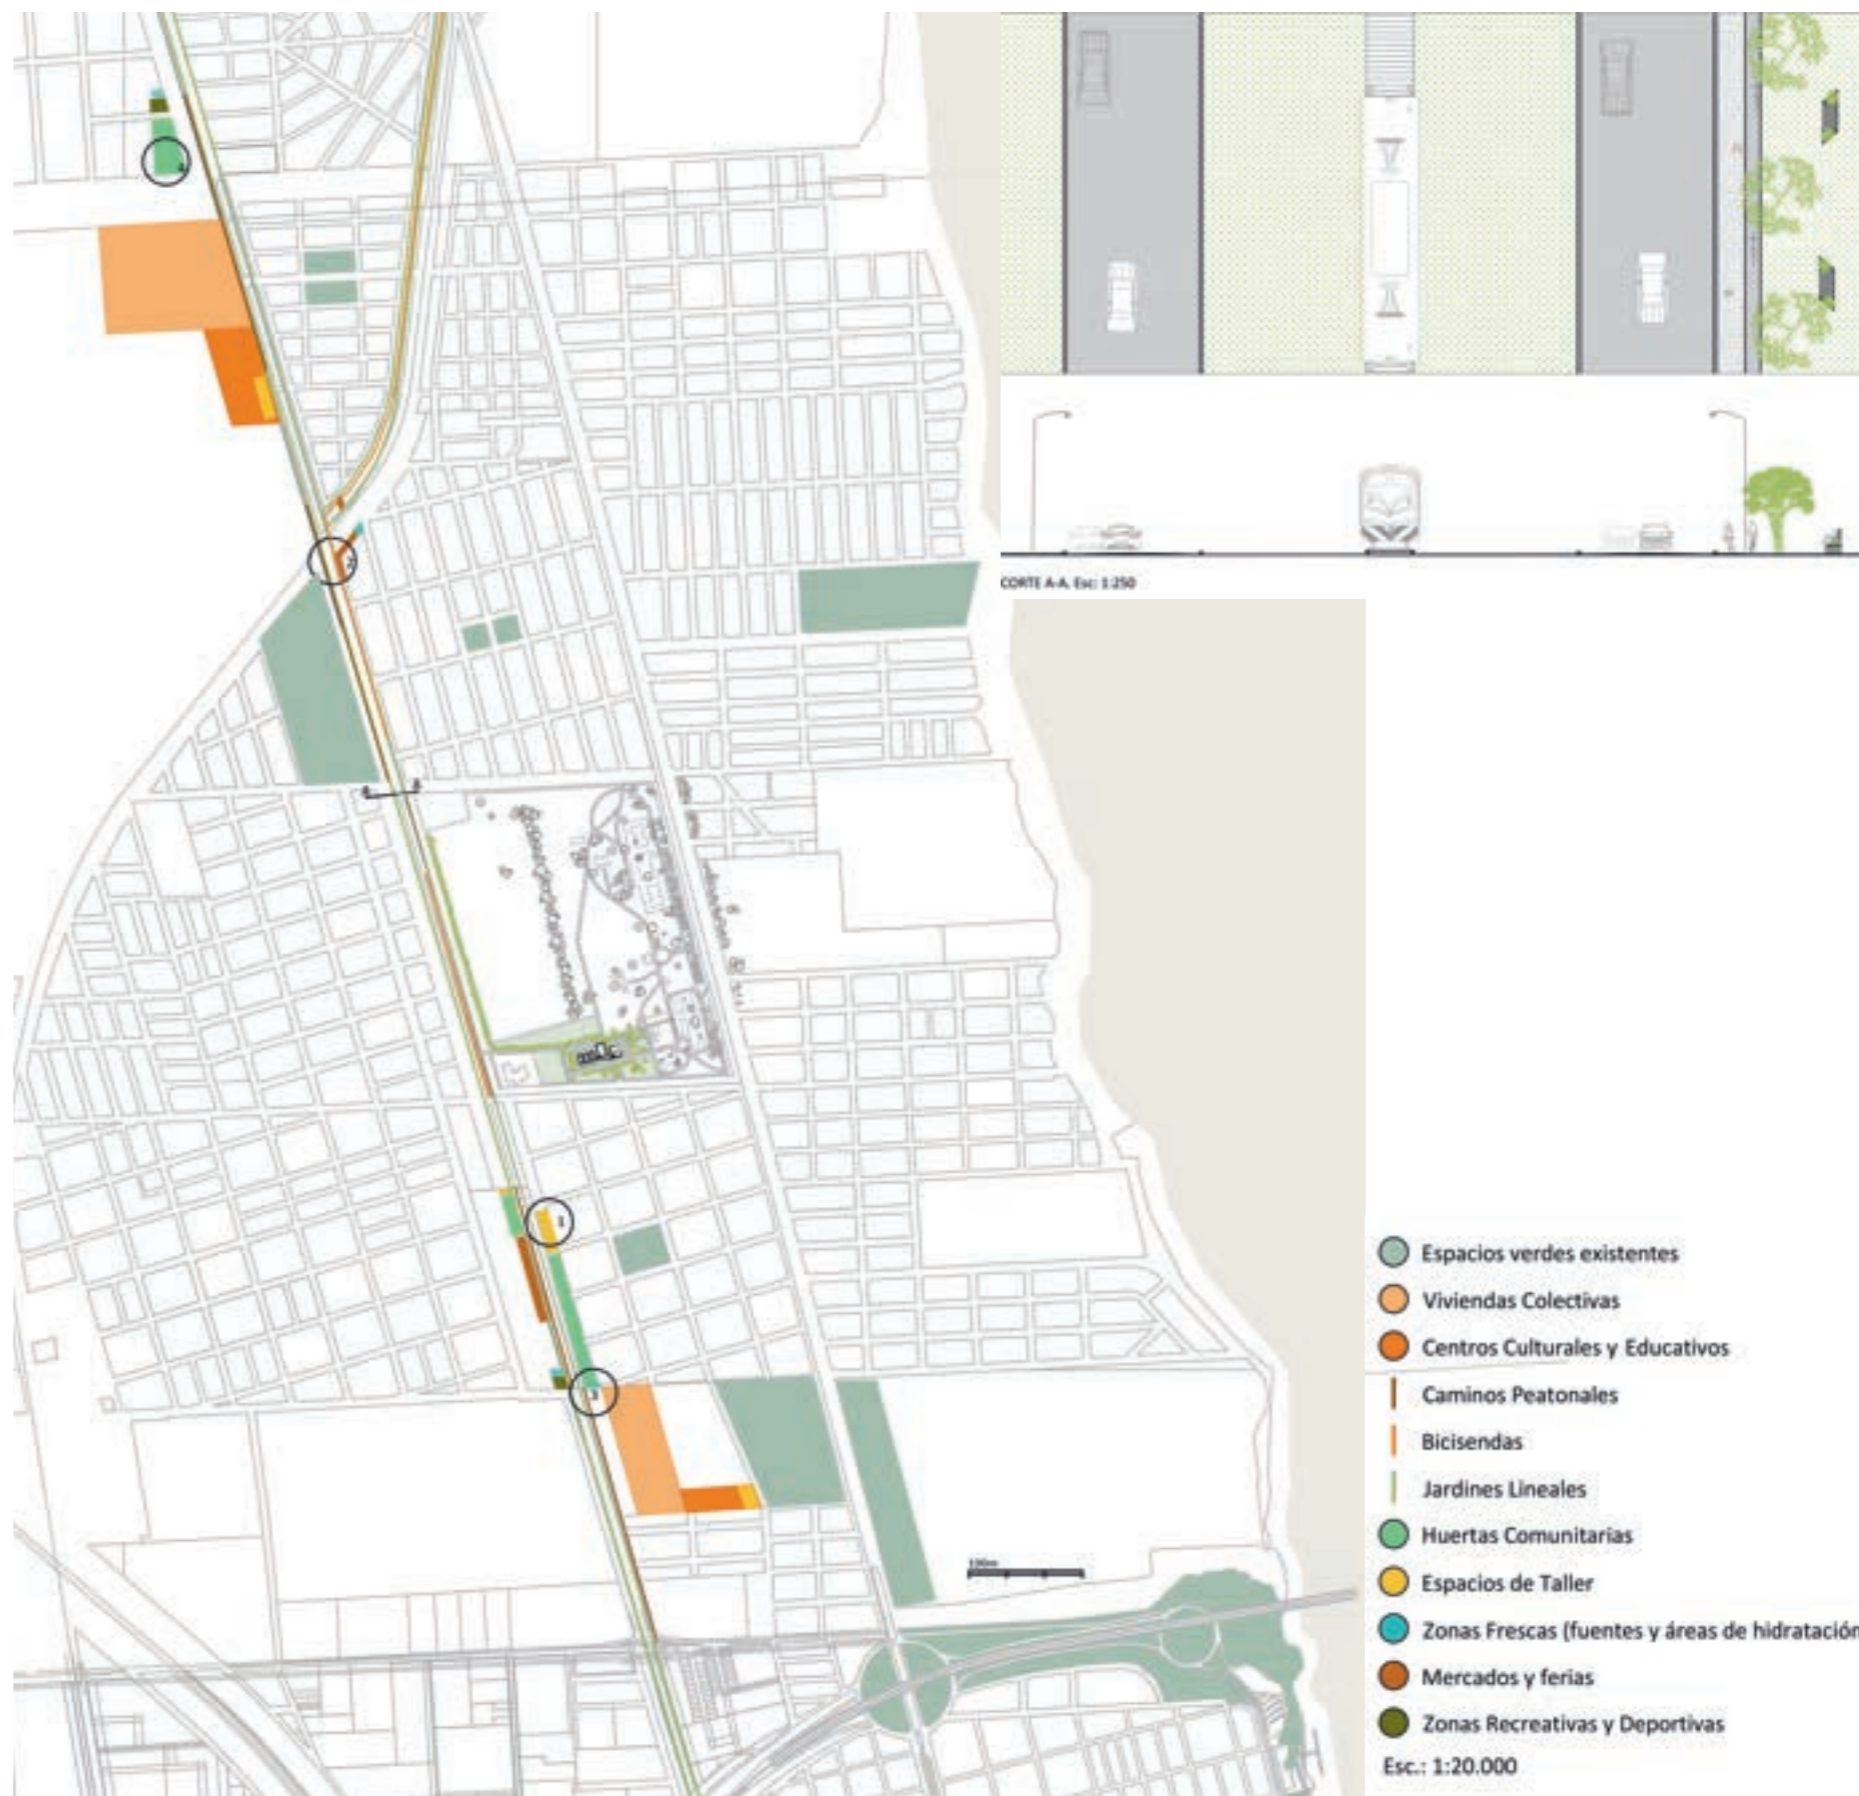 CORTE A-A. Esc: 1:250
Espacios verdes existentes
Viviendas Colectivas
Centros Culturales y Educativos
Caminos Peatonales
Bicisendas
Jardines Lineales
Huertas Comunitarias
Espacios de Taller
Zonas Frescas (fuentes y áreas de hidratación
Mercados y ferias
Zonas Recreativas y Deportivas
Esc.: 1:20.000